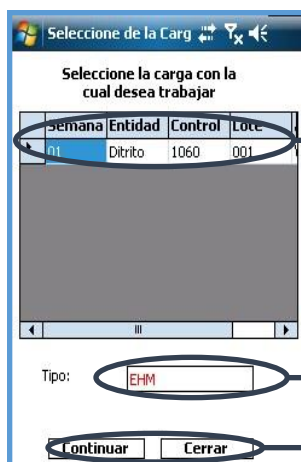 Seleccione de la Carg
Seleccione la carga con la
cual desea trabajar
Semana Entidad Control Lote
01 Ditrito 1060 001
Tipo: EHM
Continuar Cerrar